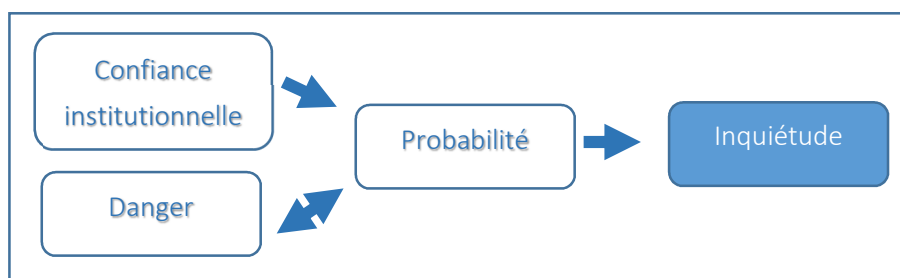 Confiance
institutionnelle
Probabilité
Inquiétude
Danger